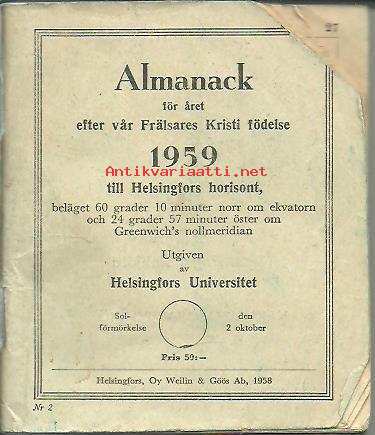 Almanack
för året
efter vår Frälsares Kristi födelse
1959
Antikvariaatti.net
till Helsingfors horisont,
beläget 60 grader 10 minuter norr om ekvatorn
och 24 grader 57 minuter öster om
Greenwich's nollmeridian
Utgiven
av
Helsingfors Universitet
Sol- den
förmörkelse 2 oktober
Pris 59:—
Helsingfors, Oy Weilin & Göös Ab, 1958
Nr 2